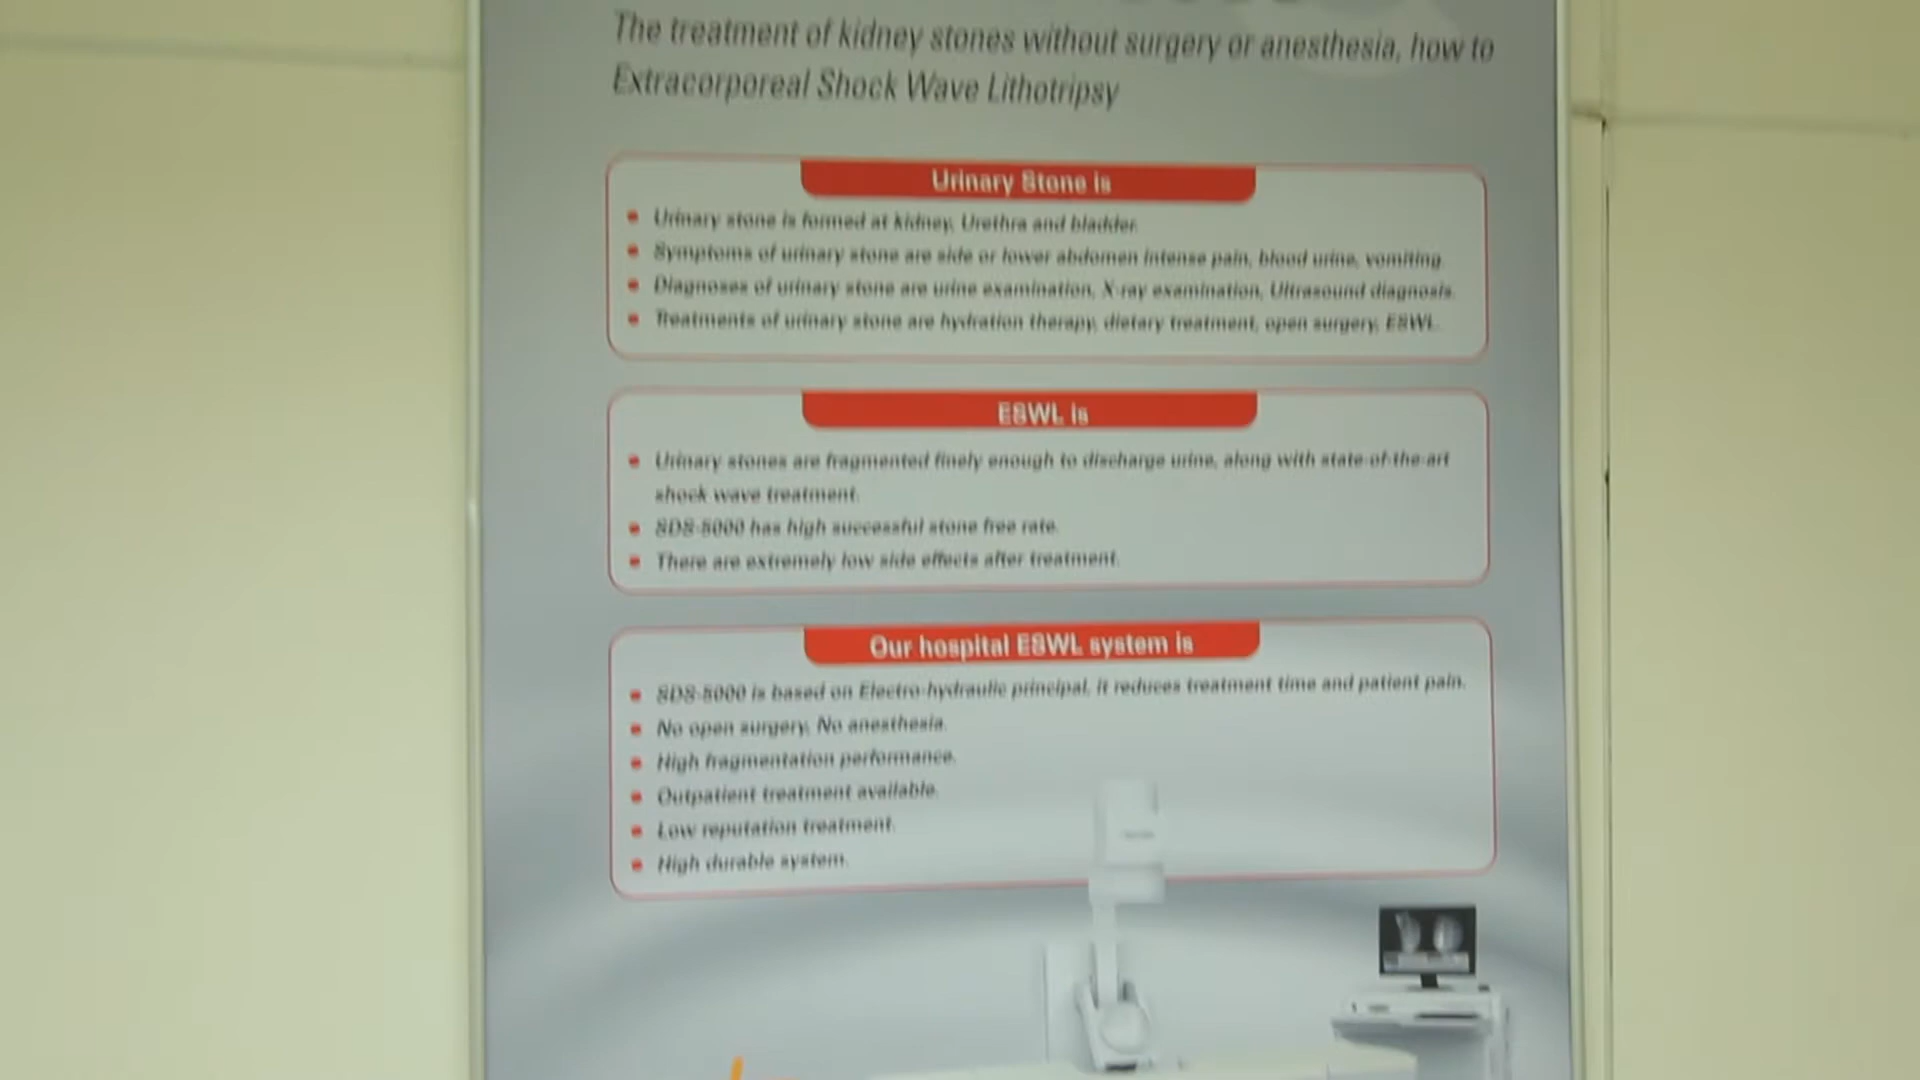 The treatment of kidney stones without surgery or anesthesia, how to
Extracorporeal Shock Wave Lithotripsy
Urinary Stone is
Urinary stone is formed at kidney, Urethra and bladder.
Symptoms of urinary stone are side or lower abdomen intense pain, blood urine, vomiting.
Diagnoses of urinary stone are urine examination, X-ray examination, Ultrasound diagnosis.
Treatments of urinary stone are hydration therapy, dietary treatment, open surgery, ESWL.
ESWL is
Urinary stones are fragmented finely enough to discharge urine, along with state-of-the-art
shock wave treatment.
SDS-5000 has high successful stone free rate.
There are extremely low side effects after treatment.
Our hospital ESWL system is
SDS-5000 is based on Electro-hydraulic principal, it reduces treatment time and patient pain.
No open surgery, No anesthesia.
High fragmentation performance.
Outpatient treatment available.
Low reputation treatment.
High durable system.